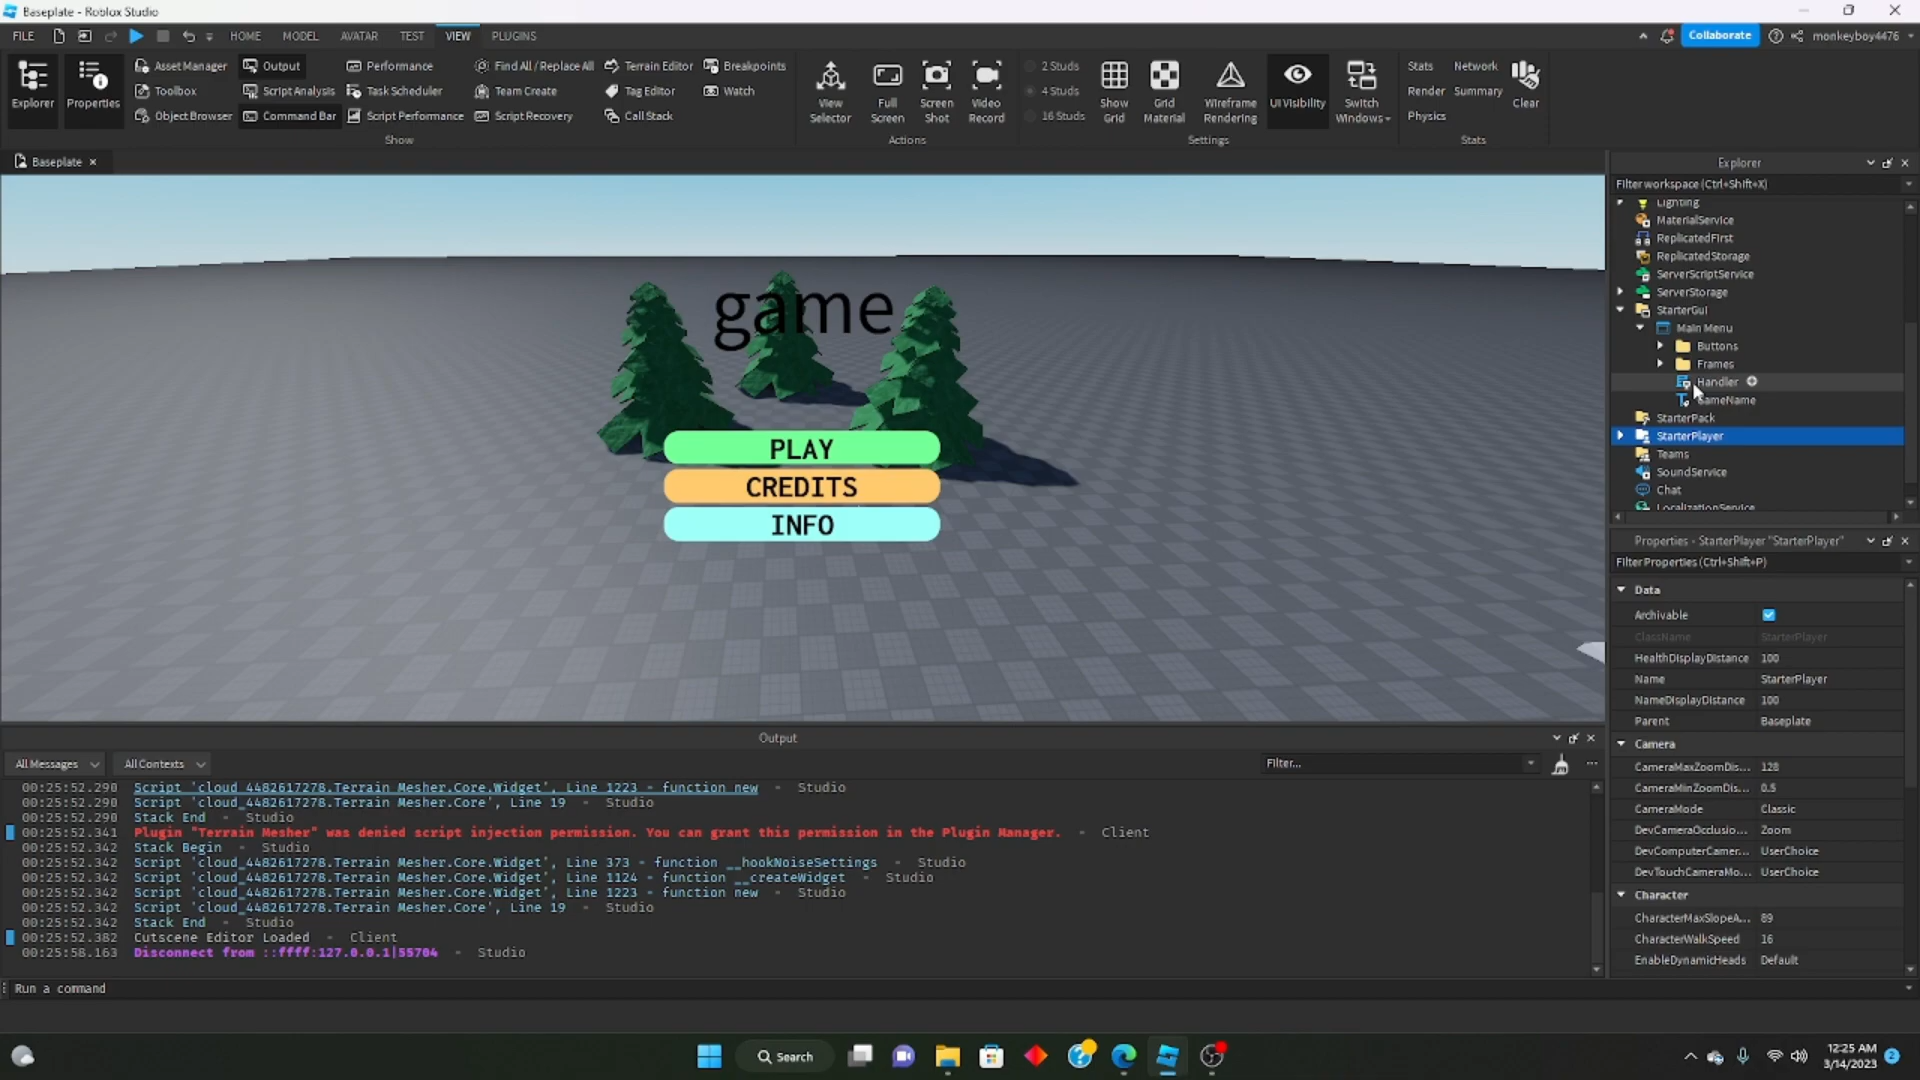 Baseplate - Roblox Studio
FILE HOME MODEL AVATAR TEST VIEW PLUGINS Collaborate monkeyboy4476
Explorer
Properties
Asset Manager
Toolbox
Object Browser
Output
Script Analysis
Command Bar
Performance
Task Scheduler
Script Performance
Find All / Replace All
Team Create
Script Recovery
Terrain Editor
Tag Editor
Call Stack
Breakpoints
Watch
Show
View Selector
Full Screen
Screen Shot
Video Record
Actions
2 Studs
4 Studs
16 Studs
Show Grid
Grid Material
Wireframe Rendering
UI Visibility
Switch Windows
Settings
Stats
Render
Physics
Network
Summary
Clear
Stats
Baseplate
game
PLAY
CREDITS
INFO
Explorer
Filter workspace (Ctrl+Shift+X)
Lighting
MaterialService
ReplicatedFirst
ReplicatedStorage
ServerScriptService
ServerStorage
StarterGui
Main Menu
Buttons
Frames
Handler
GameName
StarterPack
StarterPlayer
Teams
SoundService
Chat
LocalizationService
Properties - StarterPlayer "StarterPlayer"
Filter Properties (Ctrl+Shift+P)
Data
Archivable
ClassName StarterPlayer
HealthDisplayDistance 100
Name StarterPlayer
NameDisplayDistance 100
Parent Baseplate
Camera
CameraMaxZoomDis... 128
CameraMinZoomDis... 0.5
CameraMode Classic
DevCameraOcclusio... Zoom
DevComputerCamer... UserChoice
DevTouchCameraMo... UserChoice
Character
CharacterMaxSlopeA... 89
CharacterWalkSpeed 16
EnableDynamicHeads Default
Output
All Messages All Contexts Filter...
00:25:52.290 Script 'cloud_4482617278.Terrain Mesher.Core.Widget', Line 1223 - function new - Studio
00:25:52.290 Script 'cloud_4482617278.Terrain Mesher.Core', Line 19 - Studio
00:25:52.290 Stack End - Studio
00:25:52.341 Plugin "Terrain Mesher" was denied script injection permission. You can grant this permission in the Plugin Manager. - Client
00:25:52.342 Stack Begin - Studio
00:25:52.342 Script 'cloud_4482617278.Terrain Mesher.Core.Widget', Line 373 - function __hookNoiseSettings - Studio
00:25:52.342 Script 'cloud_4482617278.Terrain Mesher.Core.Widget', Line 1124 - function __createWidget - Studio
00:25:52.342 Script 'cloud_4482617278.Terrain Mesher.Core.Widget', Line 1223 - function new - Studio
00:25:52.342 Script 'cloud_4482617278.Terrain Mesher.Core', Line 19 - Studio
00:25:52.342 Stack End - Studio
00:25:52.382 Cutscene Editor Loaded - Client
00:25:58.163 Disconnect from ::ffff:127.0.0.1|55704 - Studio
Run a command
Search
12:25 AM
3/14/2023
2